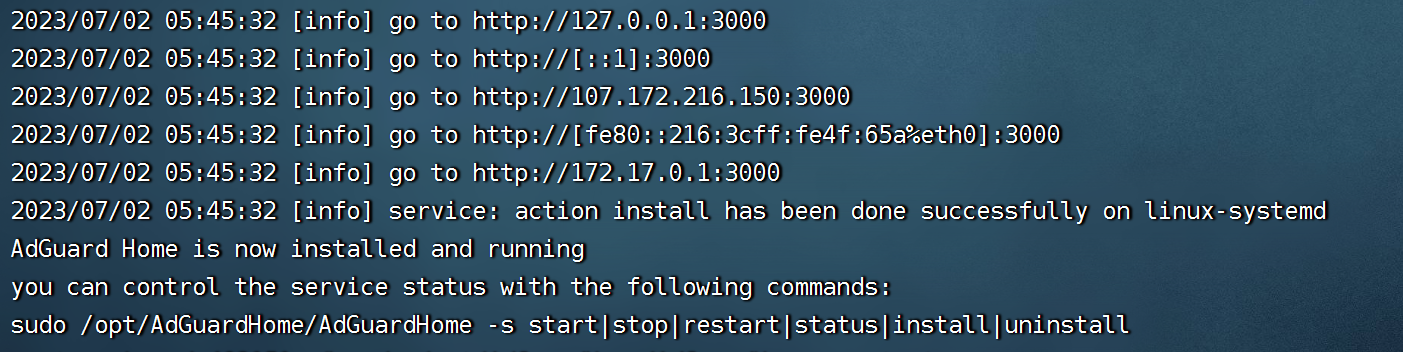 2023/07/02 05:45:32 [info] go to http://127.0.0.1:3000
2023/07/02 05:45:32 [info] go to http://[::1]:3000
2023/07/02 05:45:32 [info] go to http://107.172.216.150:3000
2023/07/02 05:45:32 [info] go to http://[fe80::216:3cff:fe4f:65a%eth0]:3000
2023/07/02 05:45:32 [info] go to http://172.17.0.1:3000
2023/07/02 05:45:32 [info] service: action install has been done successfully on linux-systemd
AdGuard Home is now installed and running
you can control the service status with the following commands:
sudo /opt/AdGuardHome/AdGuardHome -s start|stop|restart|status|install|uninstall